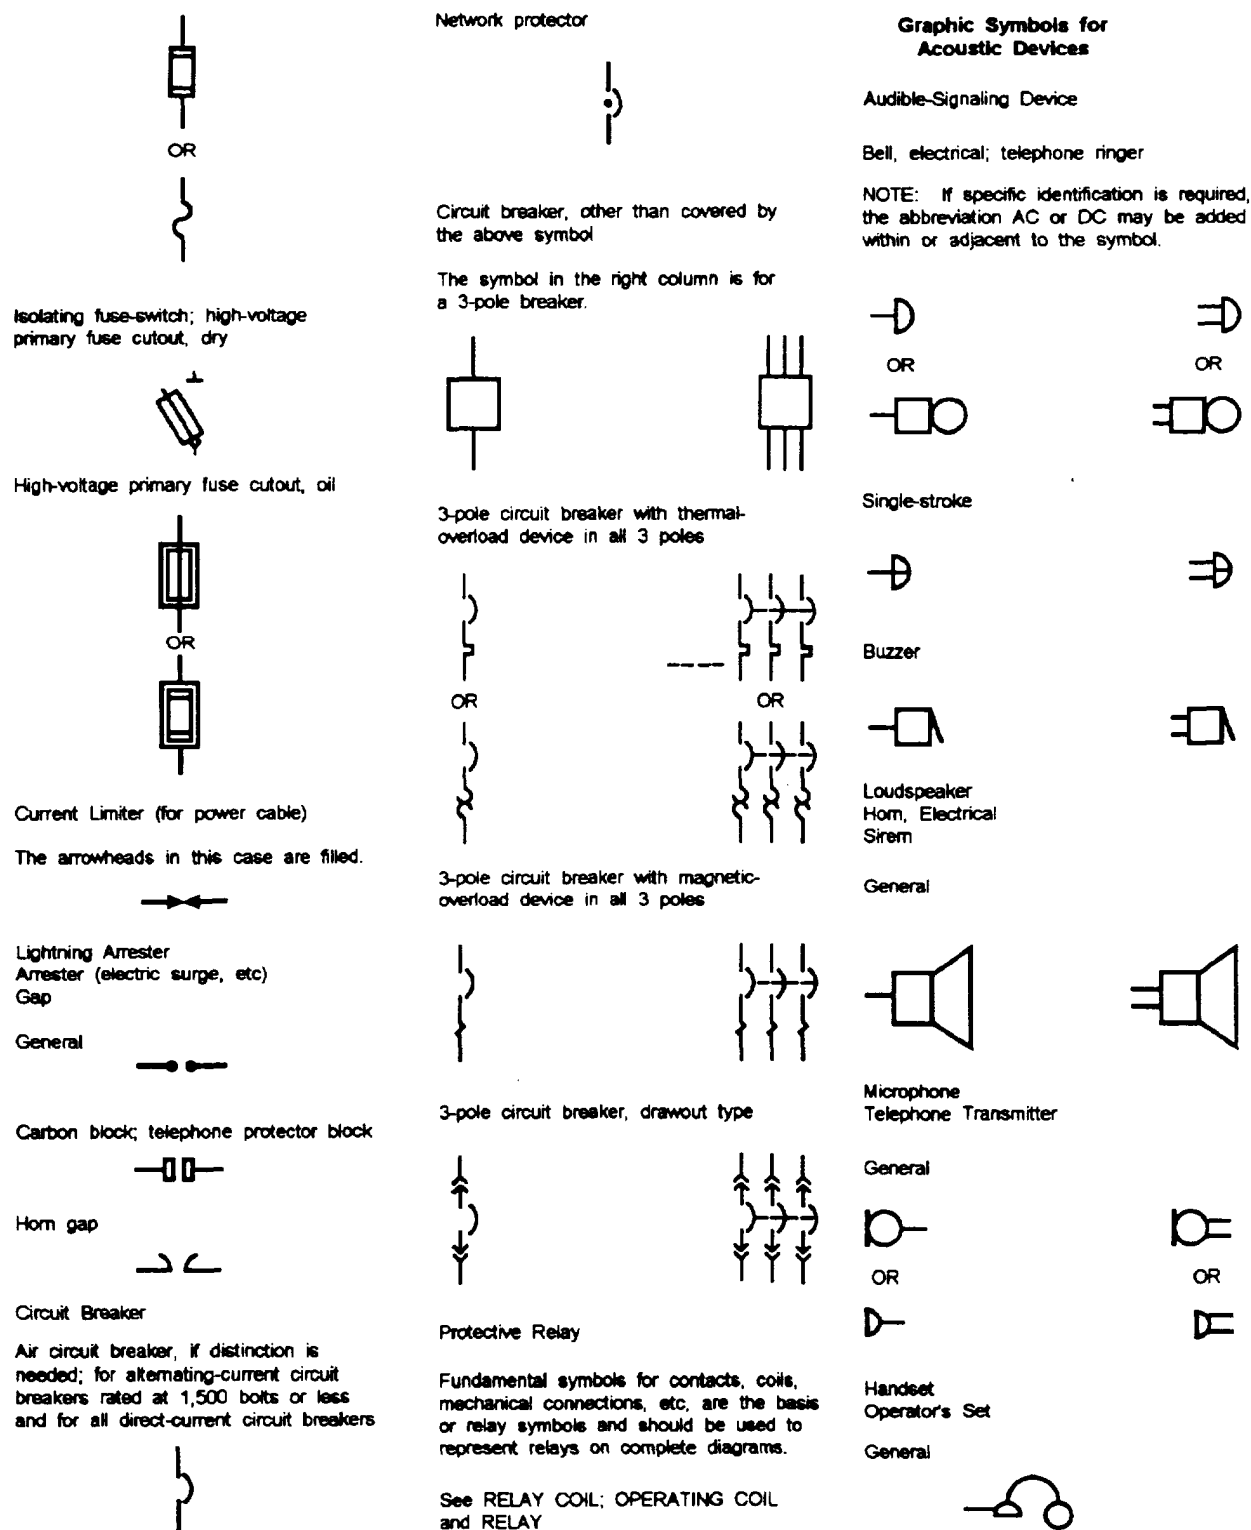 OR
Isolating fuse-switch; high-voltage
primary fuse cutout, dry
High-voltage primary fuse cutout, oil
OR
Current Limiter (for power cable)
The arrowheads in this case are filled.
Lightning Arrester
Arrester (electric surge, etc)
Gap
General
Carbon block; telephone protector block
Horn gap
Circuit Breaker
Air circuit breaker, if distinction is
needed; for alternating-current circuit
breakers rated at 1,500 bolts or less
and for all direct-current circuit breakers
Network protector
Circuit breaker, other than covered by
the above symbol
The symbol in the right column is for
a 3-pole breaker.
3-pole circuit breaker with thermal-
overload device in all 3 poles
OR OR
3-pole circuit breaker with magnetic-
overload device in all 3 poles
3-pole circuit breaker, drawout type
Protective Relay
Fundamental symbols for contacts, coils,
mechanical connections, etc, are the basis
or relay symbols and should be used to
represent relays on complete diagrams.
See RELAY COIL; OPERATING COIL
and RELAY
Graphic Symbols for
Acoustic Devices
Audible-Signaling Device
Bell, electrical; telephone ringer
NOTE: If specific identification is required,
the abbreviation AC or DC may be added
within or adjacent to the symbol.
OR OR
Single-stroke
Buzzer
Loudspeaker
Horn, Electrical
Sirem
General
Microphone
Telephone Transmitter
General
OR OR
Handset
Operator's Set
General